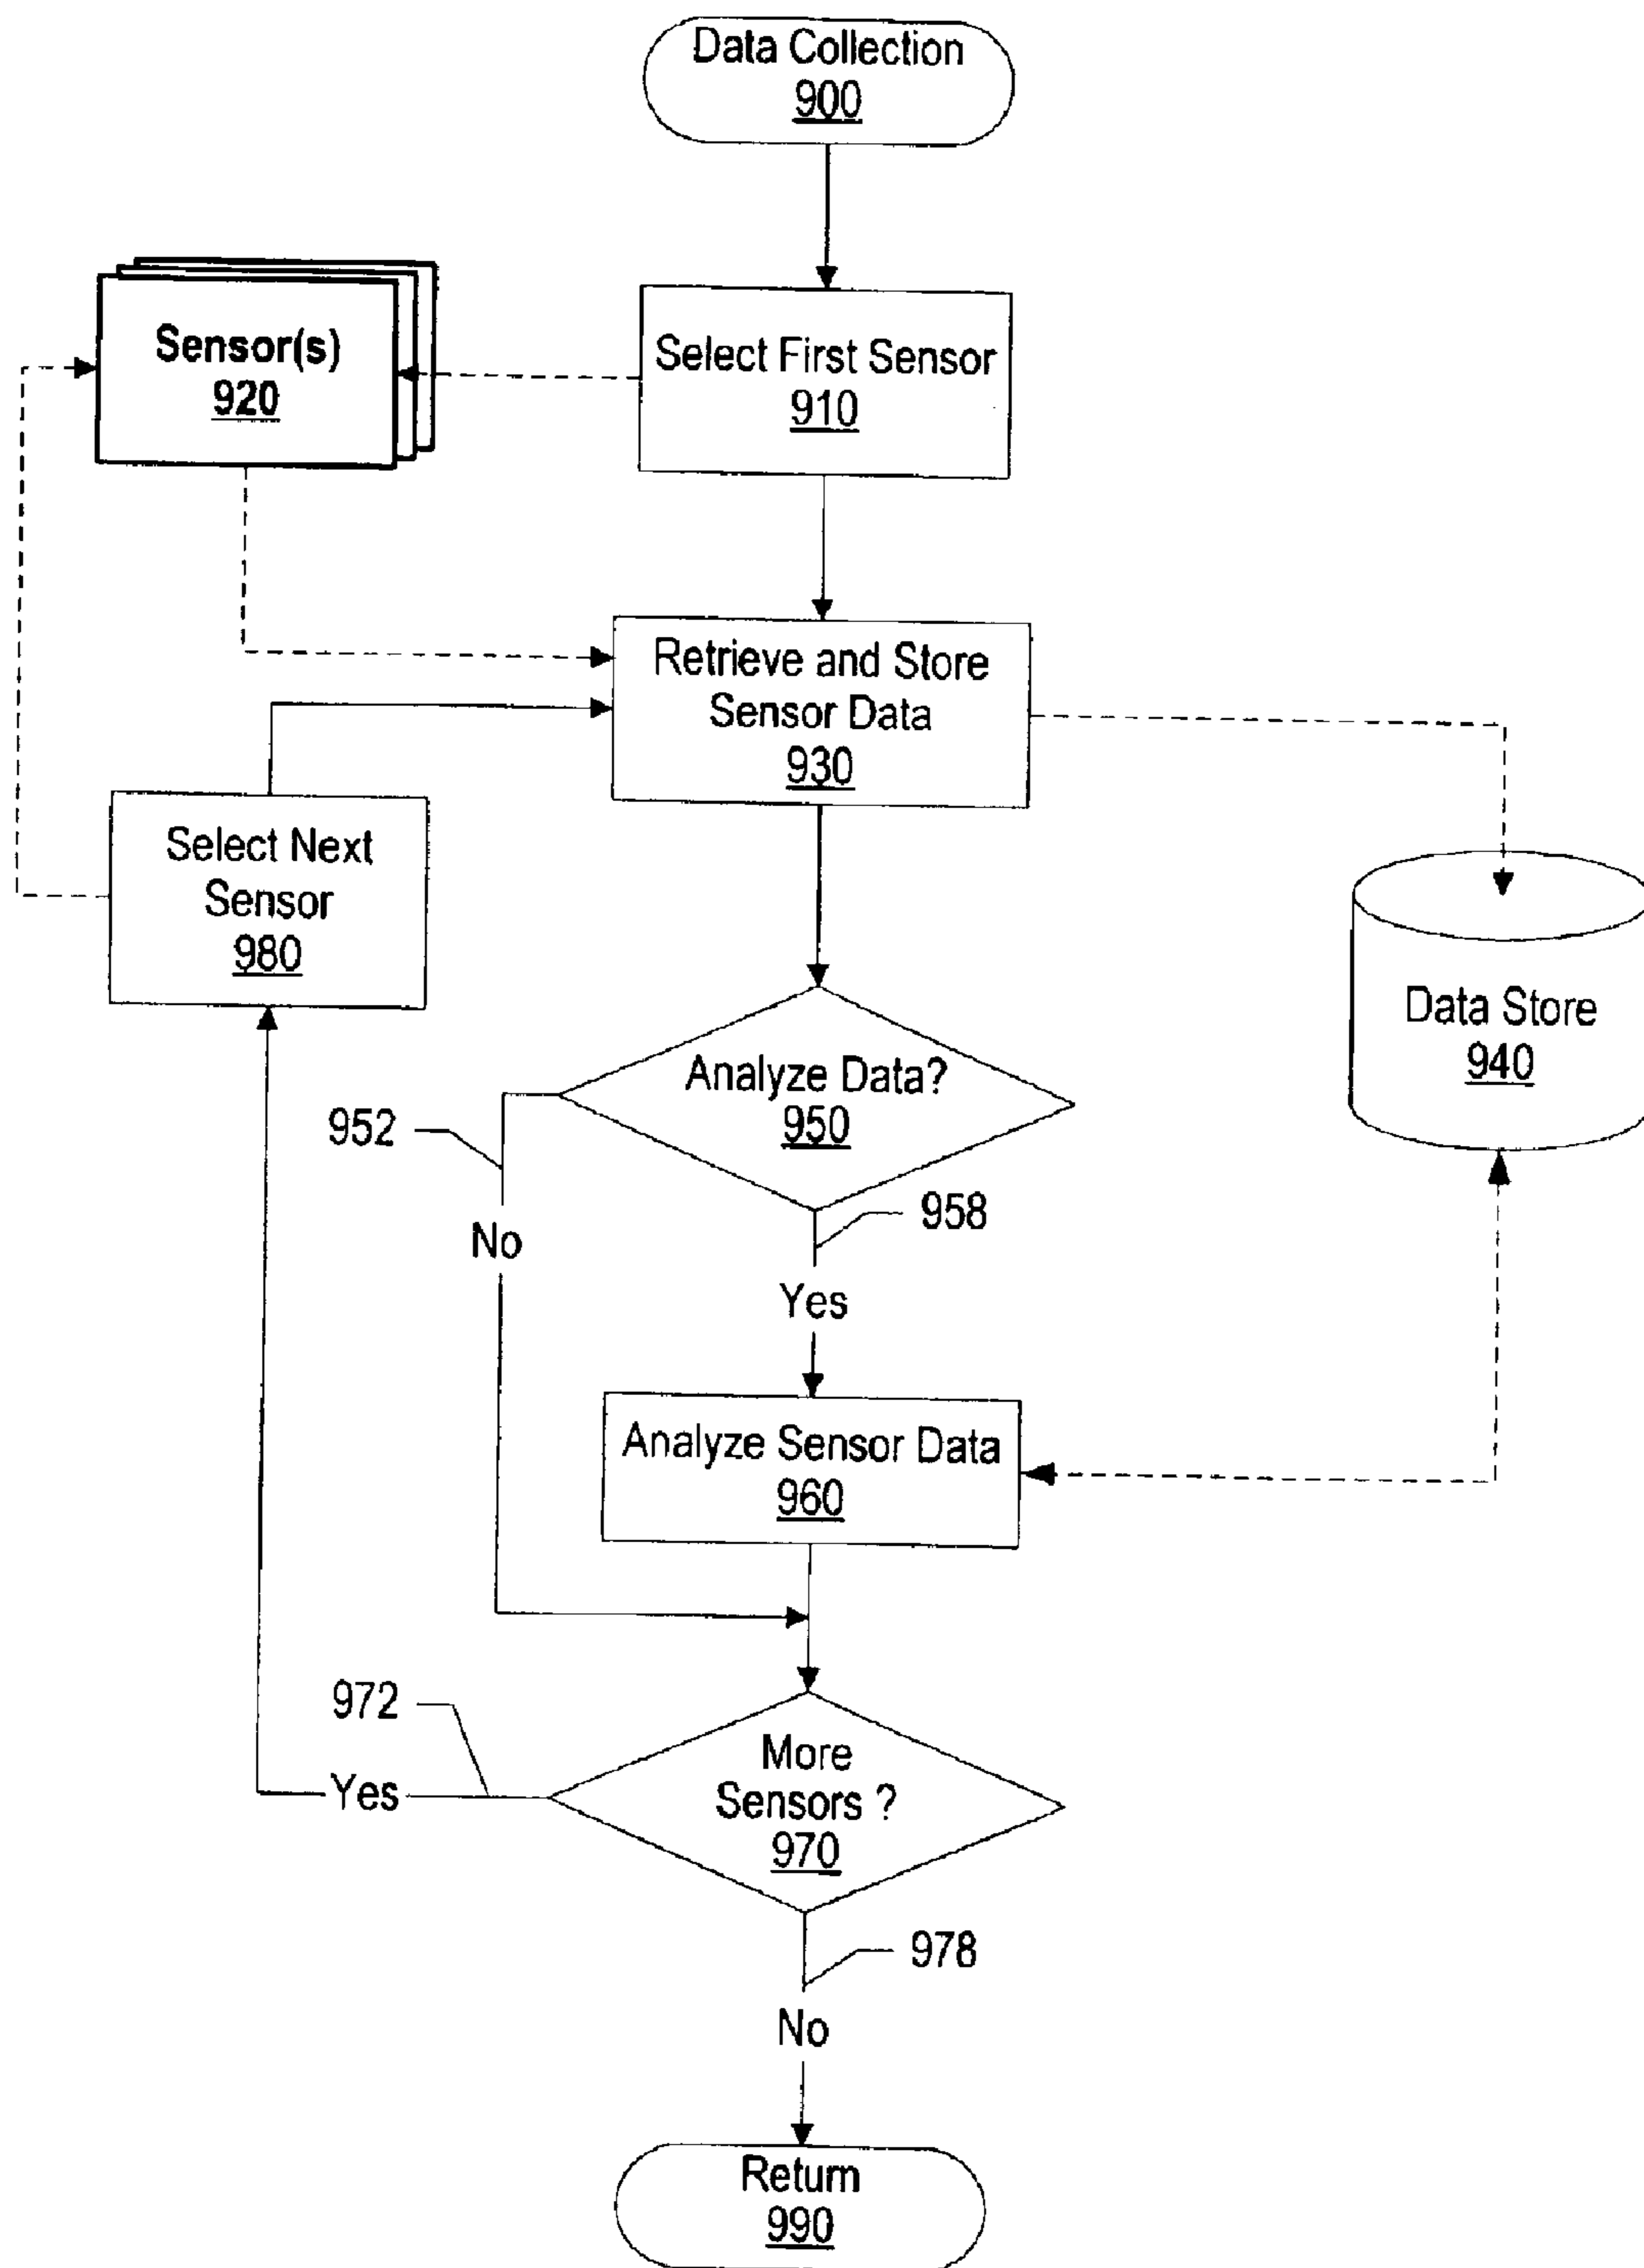 Data Collection
900
Sensor(s)
920
Select First Sensor
910
Retrieve and Store
Sensor Data
930
Select Next
Sensor
980
Data Store
940
Analyze Data?
950
952
No
958
Yes
Analyze Sensor Data
960
972
Yes
More
Sensors ?
970
978
No
Return
990